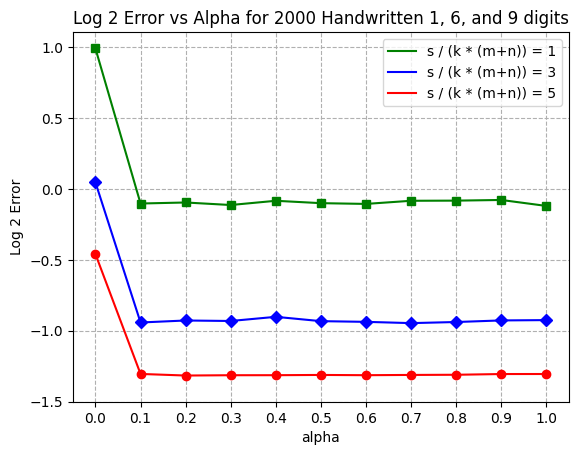 Log 2 Error vs Alpha for 2000 Handwritten 1, 6, and 9 digits
s / (k * (m+n)) = 1
s / (k * (m+n)) = 3
s / (k * (m+n)) = 5
Log 2 Error
1.0
0.5
0.0
−0.5
−1.0
−1.5
0.0 0.1 0.2 0.3 0.4 0.5 0.6 0.7 0.8 0.9 1.0
alpha